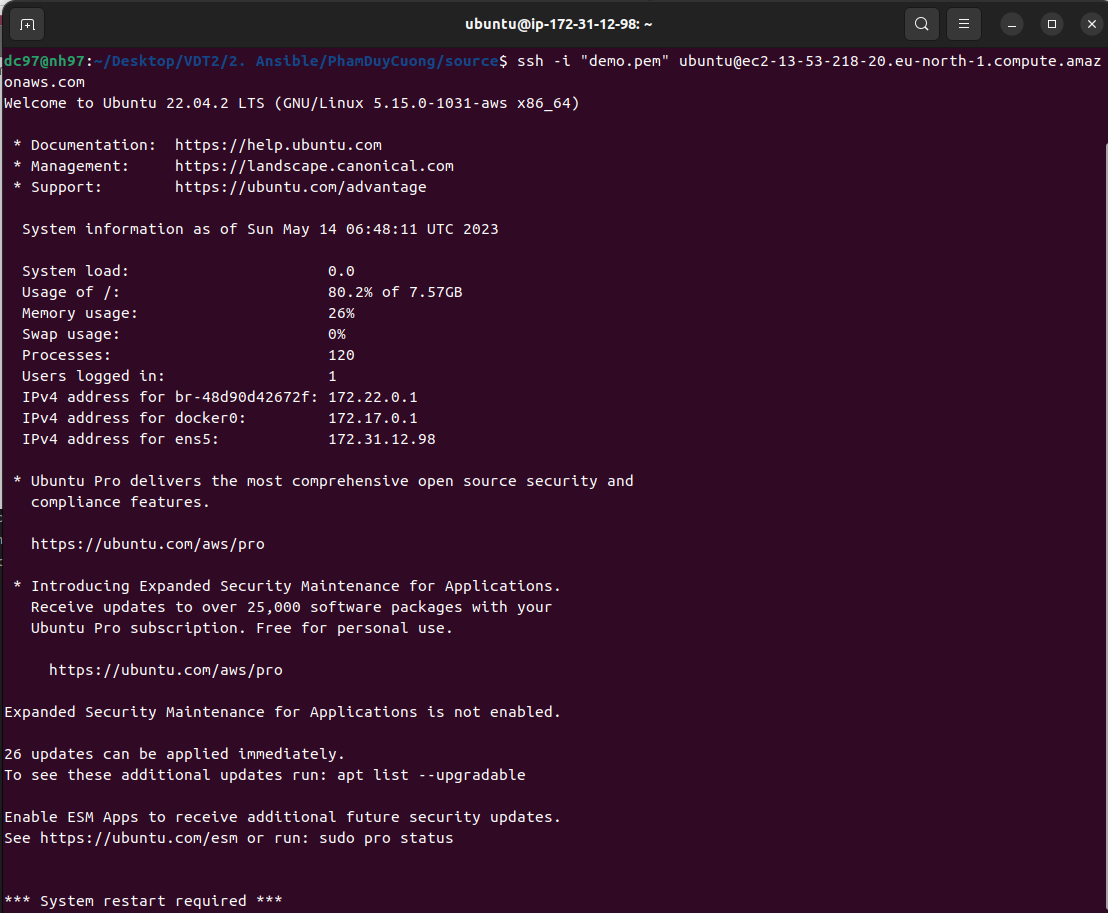 ubuntu@ip-172-31-12-98: ~
dc97@nh97:~/Desktop/VDT2/2. Ansible/PhamDuyCuong/source$ ssh -i "demo.pem" ubuntu@ec2-13-53-218-20.eu-north-1.compute.amaz
onaws.com
Welcome to Ubuntu 22.04.2 LTS (GNU/Linux 5.15.0-1031-aws x86_64)
* Documentation:  https://help.ubuntu.com
* Management:     https://landscape.canonical.com
* Support:        https://ubuntu.com/advantage
System information as of Sun May 14 06:48:11 UTC 2023
System load:                      0.0
Usage of /:                       80.2% of 7.57GB
Memory usage:                     26%
Swap usage:                       0%
Processes:                        120
Users logged in:                  1
IPv4 address for br-48d90d42672f: 172.22.0.1
IPv4 address for docker0:         172.17.0.1
IPv4 address for ens5:            172.31.12.98
* Ubuntu Pro delivers the most comprehensive open source security and
compliance features.
https://ubuntu.com/aws/pro
* Introducing Expanded Security Maintenance for Applications.
Receive updates to over 25,000 software packages with your
Ubuntu Pro subscription. Free for personal use.
https://ubuntu.com/aws/pro
Expanded Security Maintenance for Applications is not enabled.
26 updates can be applied immediately.
To see these additional updates run: apt list --upgradable
Enable ESM Apps to receive additional future security updates.
See https://ubuntu.com/esm or run: sudo pro status
*** System restart required ***